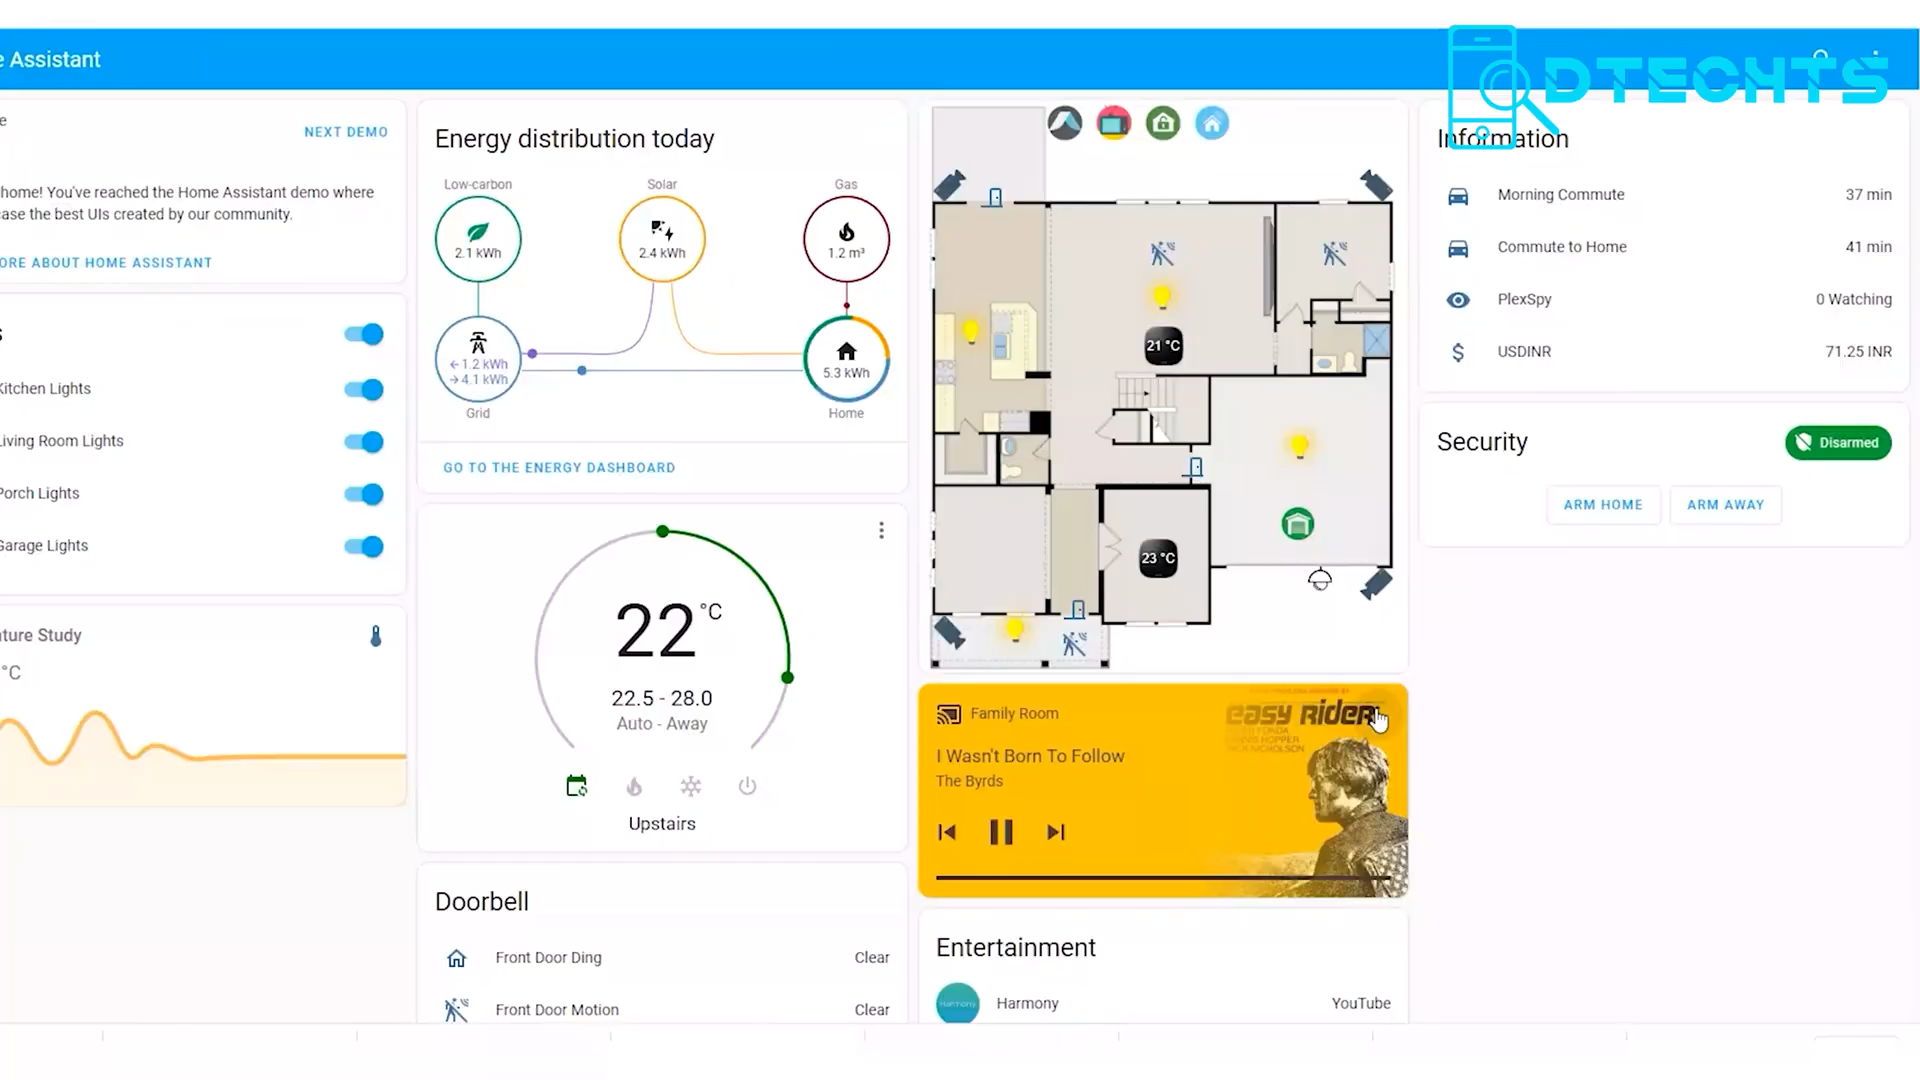 e Assistant
DTECHTS
e
NEXT DEMO
home! You've reached the Home Assistant demo where
ase the best UIs created by our community.
ORE ABOUT HOME ASSISTANT
s
Kitchen Lights
Living Room Lights
Porch Lights
Garage Lights
ature Study
°C
Energy distribution today
Low-carbon
Solar
Gas
2.1 kWh
2.4 kWh
1.2 m³
←1.2 kWh
→4.1 kWh
5.3 kWh
Grid
Home
GO TO THE ENERGY DASHBOARD
22 °C
22.5 - 28.0
Auto - Away
Upstairs
Doorbell
Front Door Ding
Clear
Front Door Motion
Clear
21 °C
23 °C
Family Room
easy Rider
I Wasn't Born To Follow
The Byrds
Entertainment
Harmony
Harmony
YouTube
Information
Morning Commute
37 min
Commute to Home
41 min
PlexSpy
0 Watching
USDINR
71.25 INR
Security
Disarmed
ARM HOME
ARM AWAY